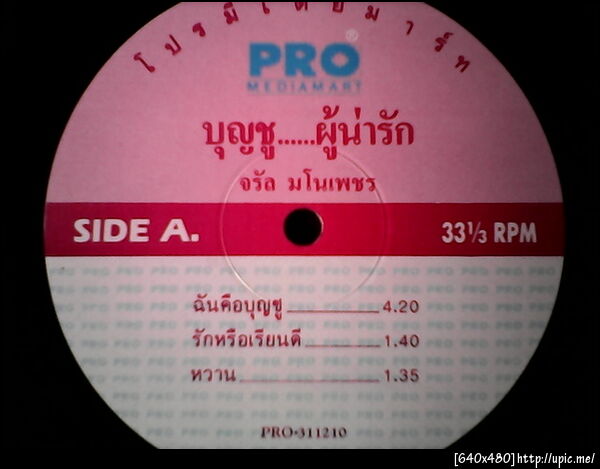 โปรมีเดียมาร์ท
PRO®
MEDIAMART
บุญชู......ผู้น่ารัก
จรัล มโนเพชร
SIDE A.
33⅓ RPM
ฉันคือบุญชู ____________ 4.20
รักหรือเรียนดี ____________ 1.40
หวาน ____________ 1.35
PRO-311210
[640x480]http://upic.me/